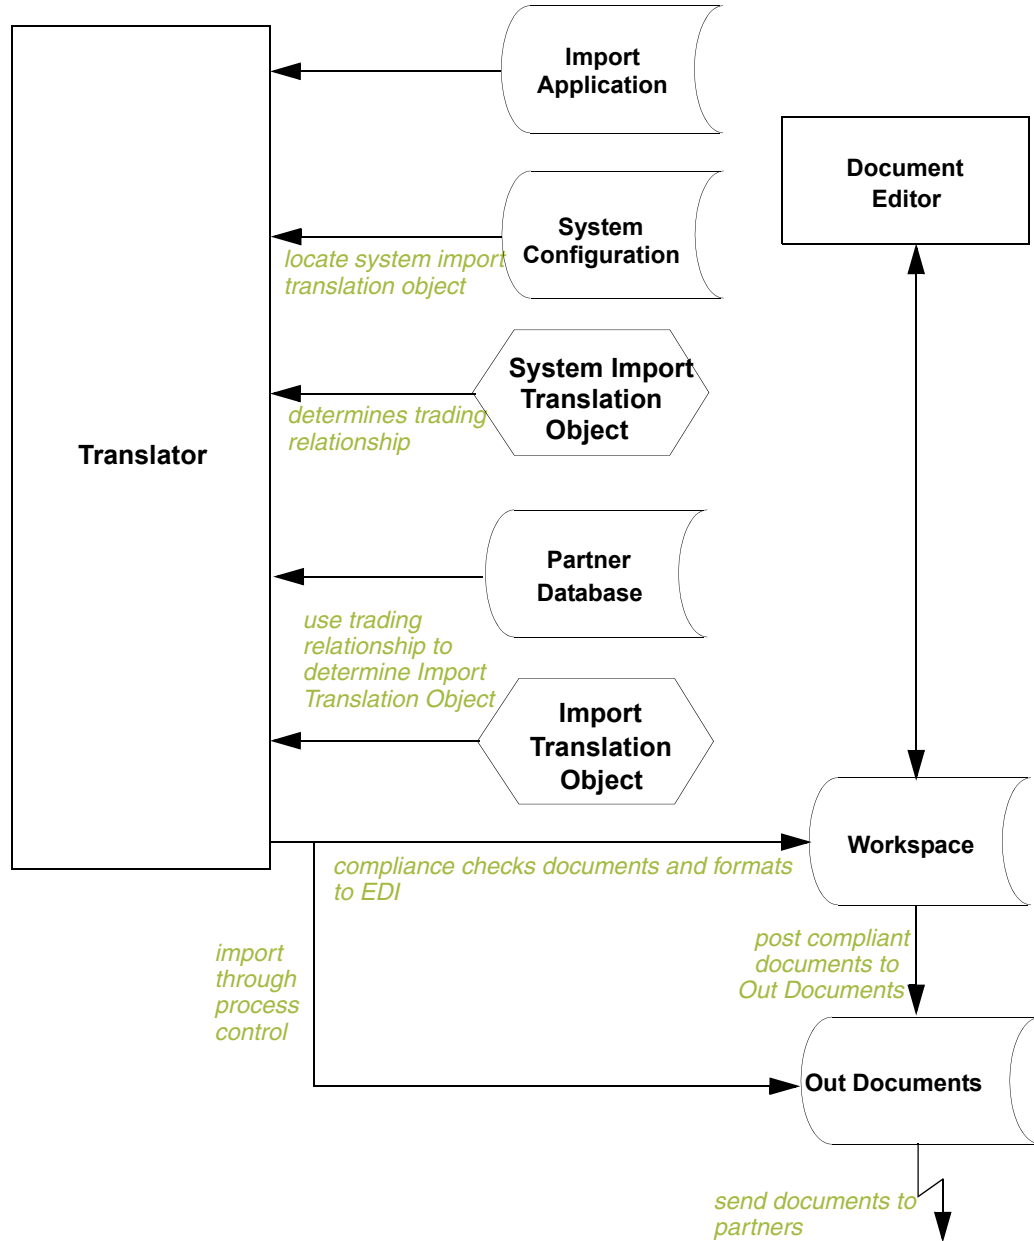 Import
Application
Document
Editor
System
Configuration
locate system import
translation object
System Import
Translation
Object
determines trading
relationship
Translator
Partner
Database
use trading
relationship to
determine Import
Translation Object
Import
Translation
Object
Workspace
compliance checks documents and formats
to EDI
import
through
process
control
post compliant
documents to
Out Documents
Out Documents
send documents to
partners